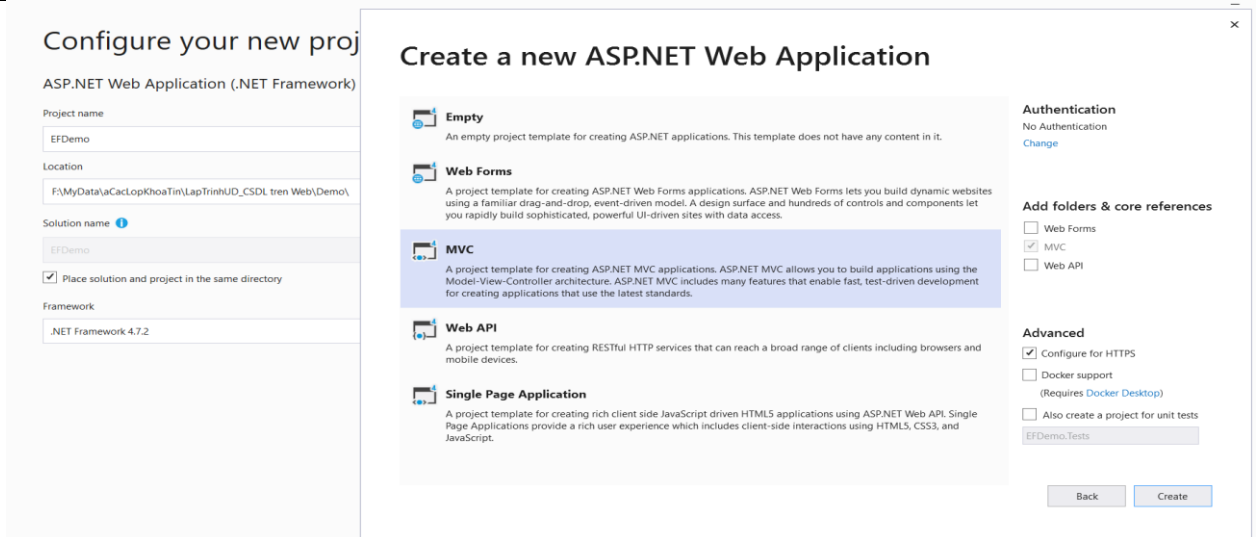 Configure your new proj
ASP.NET Web Application (.NET Framework)
Project name
EFDemo
Location
F:\MyData\aCacLopKhoaTin\LapTrinhUD_CSDL tren Web\Demo\
Solution name
EFDemo
Place solution and project in the same directory
Framework
.NET Framework 4.7.2
Create a new ASP.NET Web Application
Empty
An empty project template for creating ASP.NET applications. This template does not have any content in it.
Web Forms
A project template for creating ASP.NET Web Forms applications. ASP.NET Web Forms lets you build dynamic websites
using a familiar drag-and-drop, event-driven model. A design surface and hundreds of controls and components let
you rapidly build sophisticated, powerful UI-driven sites with data access.
MVC
A project template for creating ASP.NET MVC applications. ASP.NET MVC allows you to build applications using the
Model-View-Controller architecture. ASP.NET MVC includes many features that enable fast, test-driven development
for creating applications that use the latest standards.
Web API
A project template for creating RESTful HTTP services that can reach a broad range of clients including browsers and
mobile devices.
Single Page Application
A project template for creating rich client side JavaScript driven HTML5 applications using ASP.NET Web API. Single
Page Applications provide a rich user experience which includes client-side interactions using HTML5, CSS3, and
JavaScript.
Authentication
No Authentication
Change
Add folders & core references
Web Forms
MVC
Web API
Advanced
Configure for HTTPS
Docker support
(Requires Docker Desktop)
Also create a project for unit tests
EFDemo.Tests
Back
Create